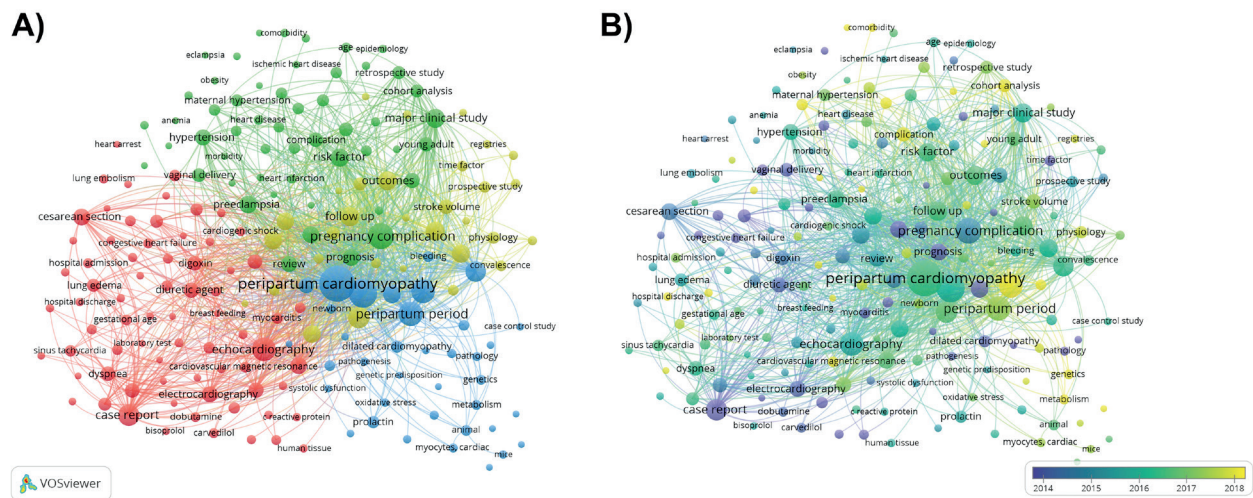 A)
comorbidity
eclampsia
age
epidemiology
ischemic heart disease
obesity
retrospective study
cohort analysis
maternal hypertension
anemia
heart disease
major clinical study
hypertension
complication
heart arrest
young adult
registries
morbidity
risk factor
vaginal delivery
time factor
lung embolism
heart infarction
outcomes
prospective study
preeclampsia
stroke volume
cesarean section
follow up
cardiogenic shock
pregnancy complication
physiology
congestive heart failure
prognosis
bleeding
hospital admission
digoxin
review
convalescence
lung edema
diuretic agent
peripartum cardiomyopathy
hospital discharge
newborn
breast feeding
gestational age
myocarditis
peripartum period
case control study
laboratory test
sinus tachycardia
echocardiography
dilated cardiomyopathy
pathology
cardiovascular magnetic resonance
pathogenesis
dyspnea
genetic predisposition
genetics
systolic dysfunction
electrocardiography
oxidative stress
metabolism
case report
dobutamine
c reactive protein
prolactin
animal
bisoprolol
carvedilol
human tissue
myocytes, cardiac
mice
VOSviewer
B)
comorbidity
eclampsia
age
epidemiology
ischemic heart disease
obesity
retrospective study
cohort analysis
maternal hypertension
anemia
heart disease
major clinical study
hypertension
complication
heart arrest
young adult
registries
morbidity
risk factor
vaginal delivery
time factor
lung embolism
heart infarction
outcomes
prospective study
preeclampsia
stroke volume
cesarean section
follow up
cardiogenic shock
pregnancy complication
physiology
congestive heart failure
prognosis
bleeding
hospital admission
digoxin
review
convalescence
lung edema
diuretic agent
peripartum cardiomyopathy
hospital discharge
newborn
breast feeding
gestational age
myocarditis
peripartum period
case control study
laboratory test
sinus tachycardia
echocardiography
dilated cardiomyopathy
pathology
cardiovascular magnetic resonance
pathogenesis
dyspnea
genetic predisposition
genetics
systolic dysfunction
electrocardiography
oxidative stress
metabolism
case report
dobutamine
c reactive protein
prolactin
animal
bisoprolol
carvedilol
human tissue
myocytes, cardiac
mice
2014 2015 2016 2017 2018